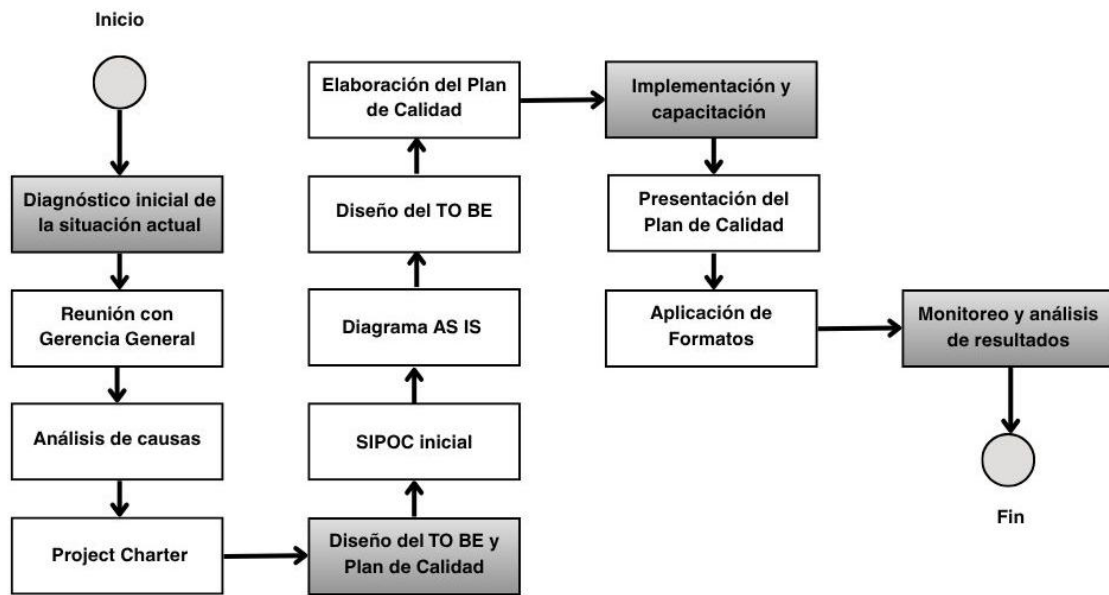 Inicio
Diagnóstico inicial de
la situación actual
Reunión con
Gerencia General
Análisis de causas
Project Charter
Diseño del TO BE y
Plan de Calidad
SIPOC inicial
Diagrama AS IS
Diseño del TO BE
Elaboración del Plan
de Calidad
Implementación y
capacitación
Presentación del
Plan de Calidad
Aplicación de
Formatos
Monitoreo y análisis
de resultados
Fin